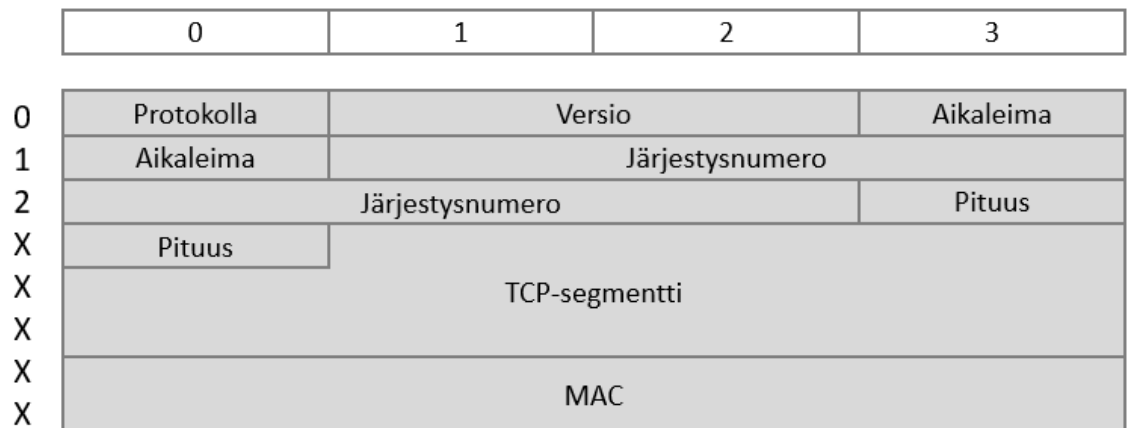 0 1 2 3
0 Protokolla Versio Aikaleima
1 Aikaleima Järjestysnumero
2 Järjestysnumero Pituus
X Pituus
X TCP-segmentti
X
X MAC
X